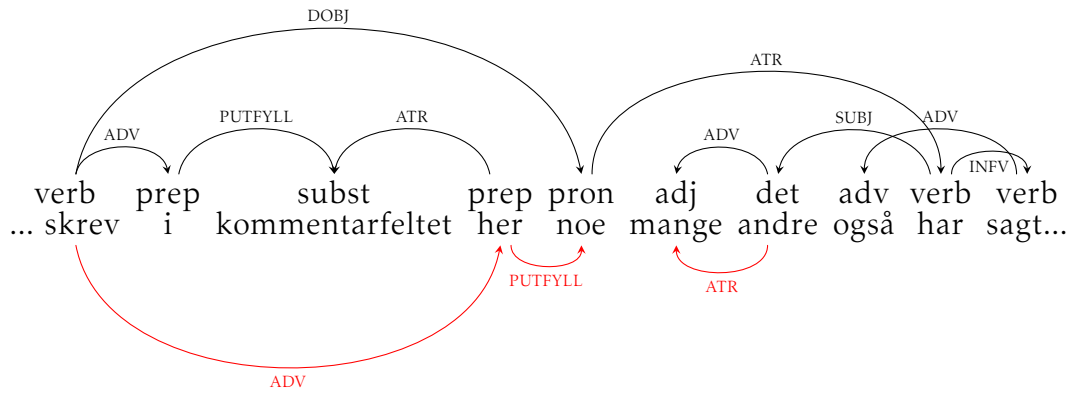 DOBJ
ATR
ADV PUTFYLL ATR ADV SUBJ ADV
INFV
verb prep subst prep pron adj det adv verb verb
... skrev i kommentarfeltet her noe mange andre også har sagt...
PUTFYLL ATR
ADV